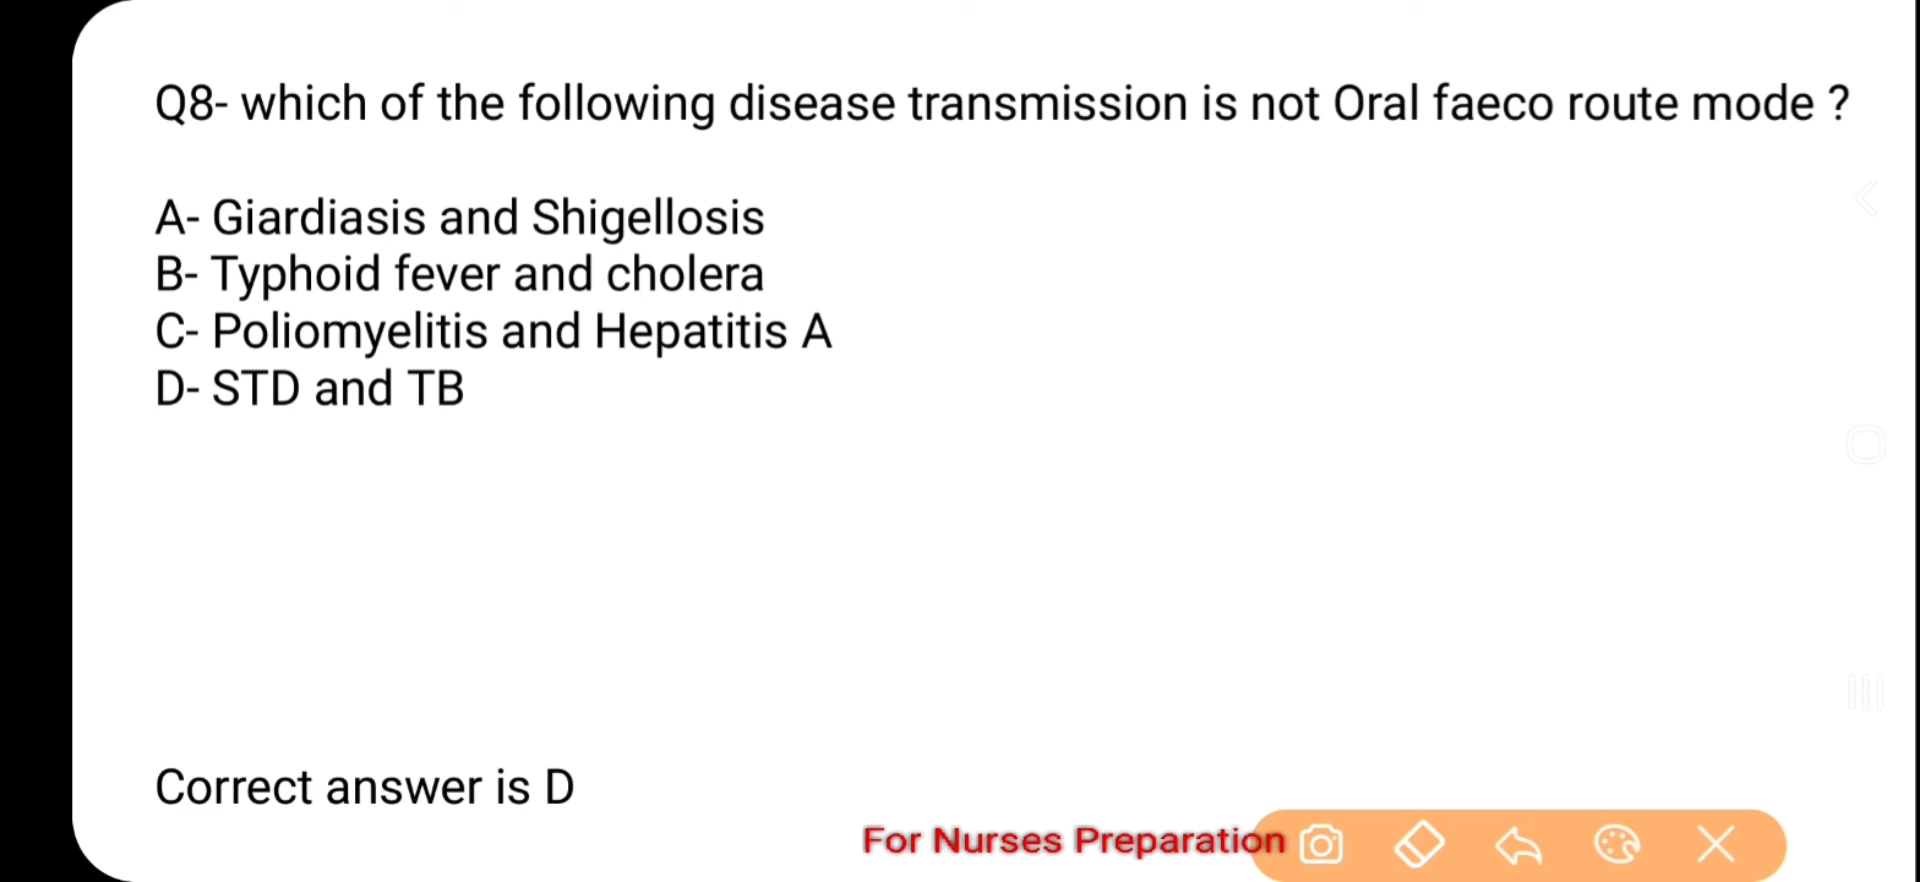 Q8- which of the following disease transmission is not Oral faeco route mode ?
A- Giardiasis and Shigellosis
B- Typhoid fever and cholera
C- Poliomyelitis and Hepatitis A
D- STD and TB
Correct answer is D
For Nurses Preparation